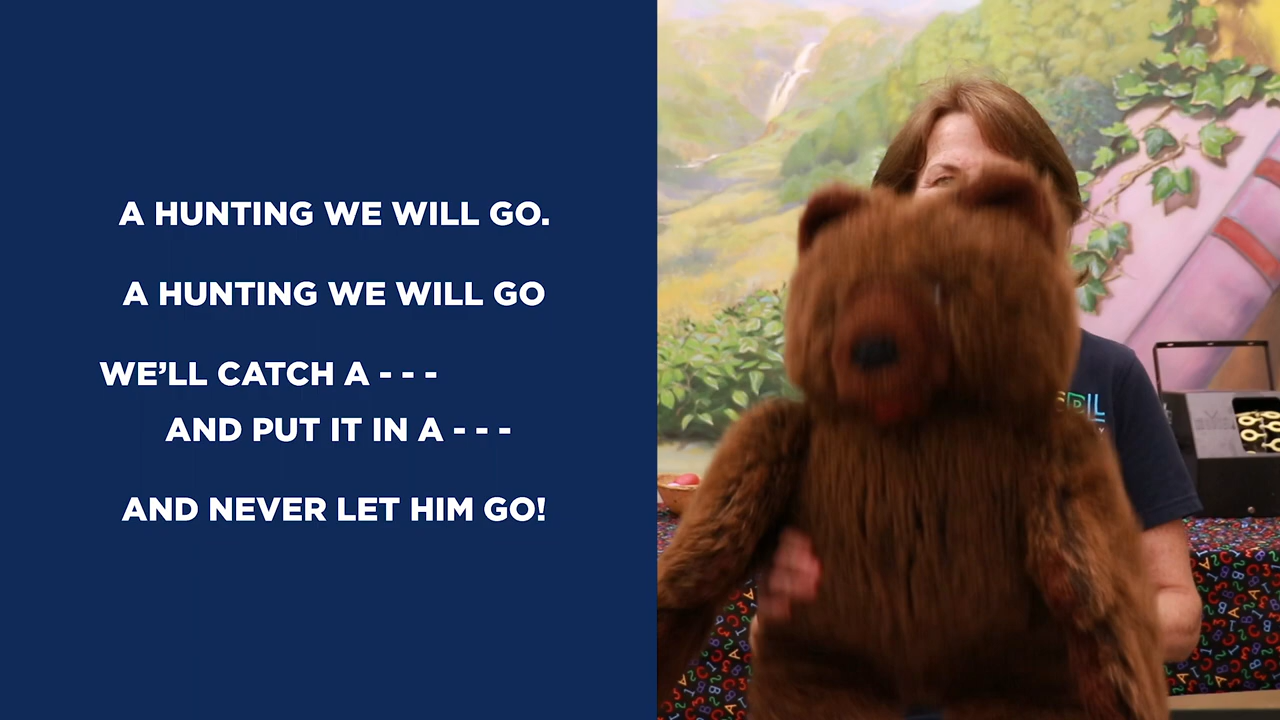 A HUNTING WE WILL GO.
A HUNTING WE WILL GO
WE'LL CATCH A - - -
AND PUT IT IN A - - -
AND NEVER LET HIM GO!